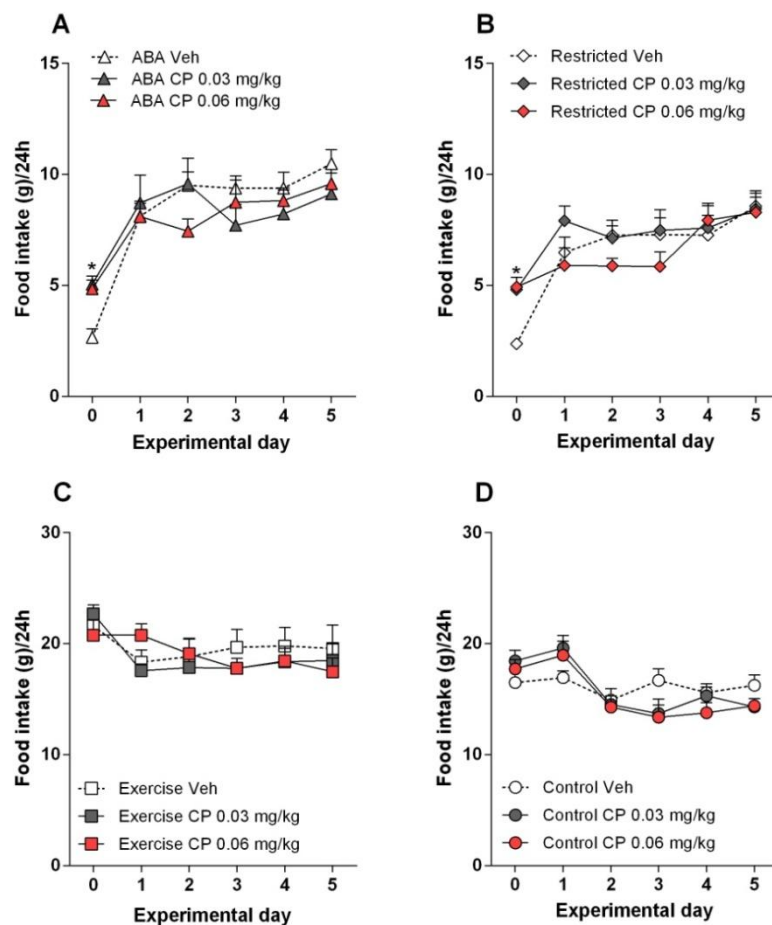 A
ABA Veh
ABA CP 0.03 mg/kg
ABA CP 0.06 mg/kg
Food intake (g)/24h
15
10
5
0
*
0 1 2 3 4 5
Experimental day
B
Restricted Veh
Restricted CP 0.03 mg/kg
Restricted CP 0.06 mg/kg
Food intake (g)/24h
15
10
5
0
*
0 1 2 3 4 5
Experimental day
C
Food intake (g)/24h
30
20
10
0
Exercise Veh
Exercise CP 0.03 mg/kg
Exercise CP 0.06 mg/kg
0 1 2 3 4 5
Experimental day
D
Food intake (g)/24h
30
20
10
0
Control Veh
Control CP 0.03 mg/kg
Control CP 0.06 mg/kg
0 1 2 3 4 5
Experimental day